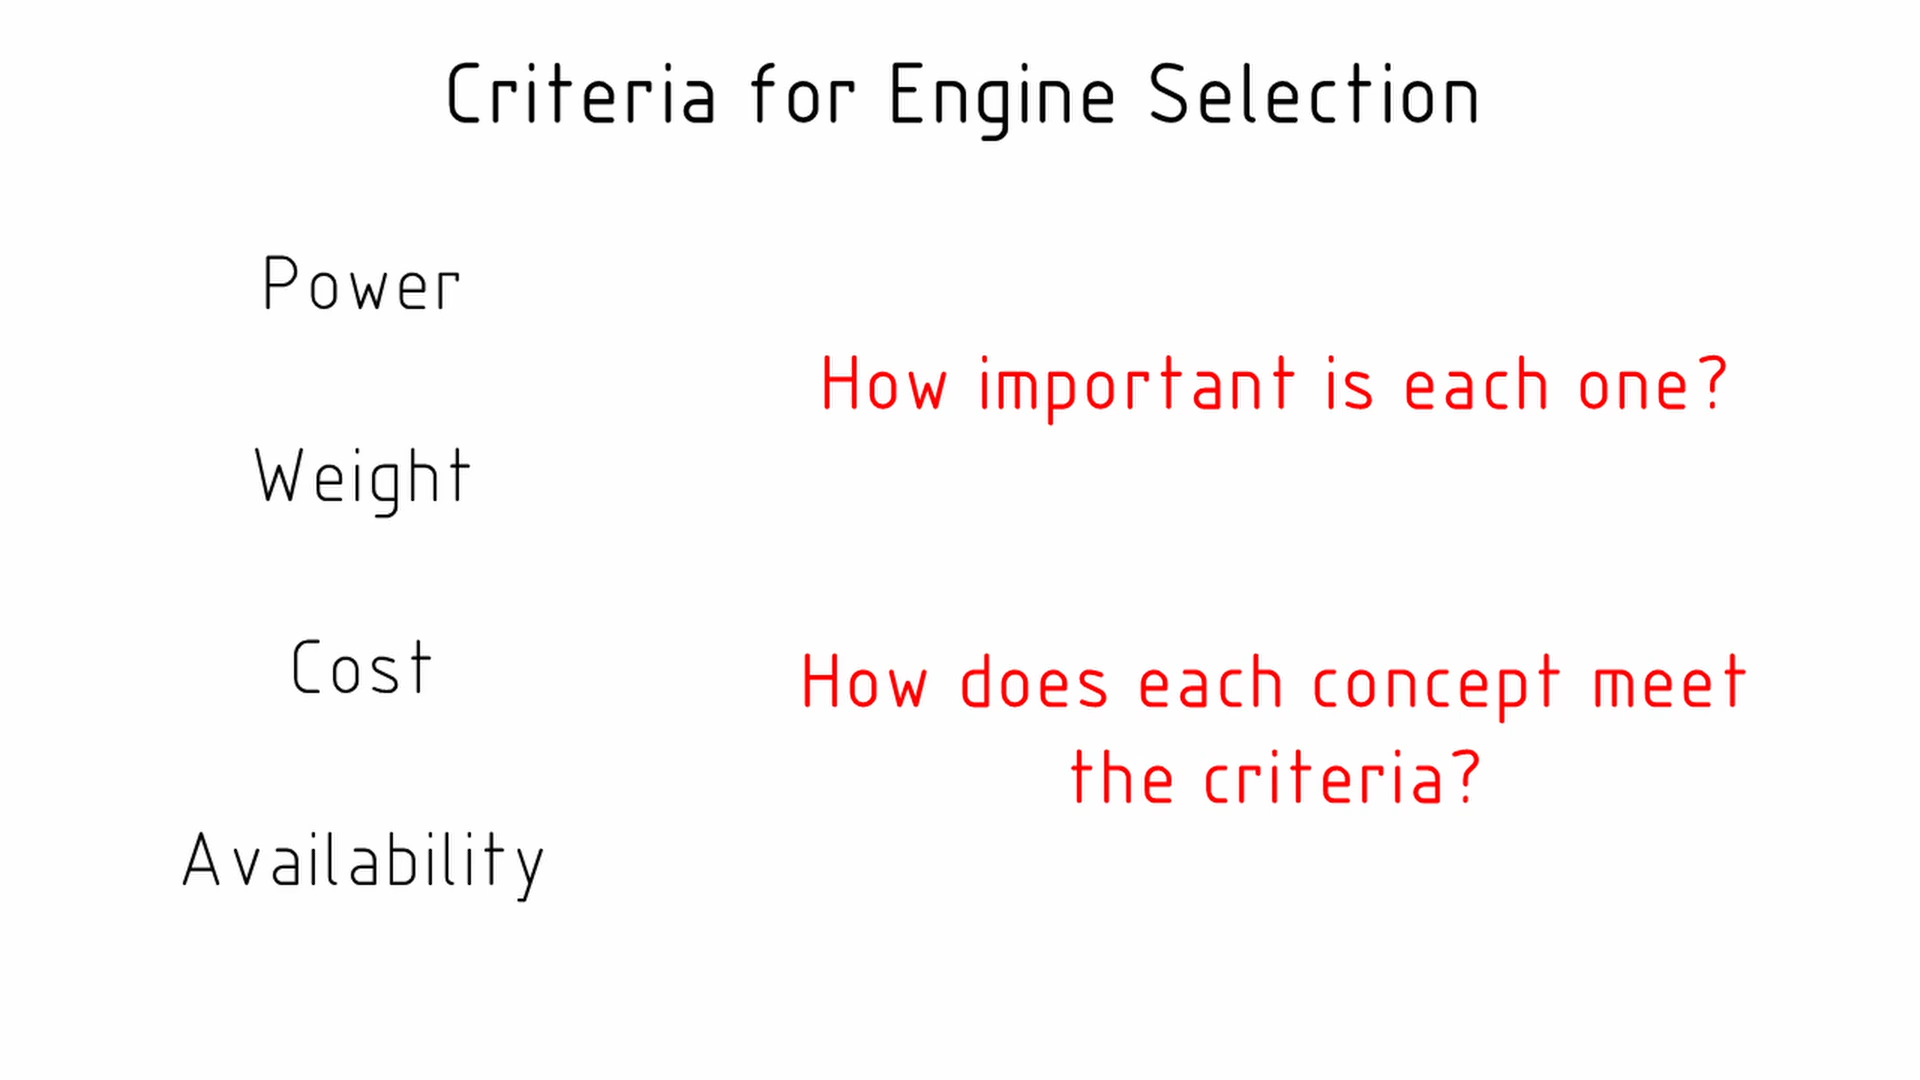 Criteria for Engine Selection
Power
How important is each one?
Weight
Cost
How does each concept meet
the criteria?
Availability